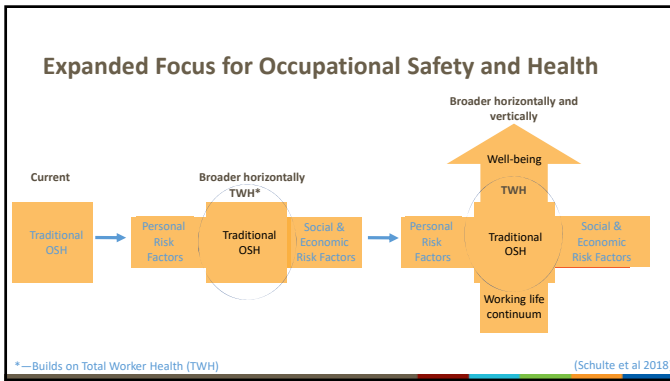 Expanded Focus for Occupational Safety and Health
Current
Traditional
OSH
Broader horizontally
TWH*
Personal
Risk
Factors
Traditional
OSH
Social &
Economic
Risk Factors
Broader horizontally and
vertically
Well-being
TWH
Personal
Risk
Factors
Traditional
OSH
Social &
Economic
Risk Factors
Working life
continuum
*—Builds on Total Worker Health (TWH)
(Schulte et al 2018)